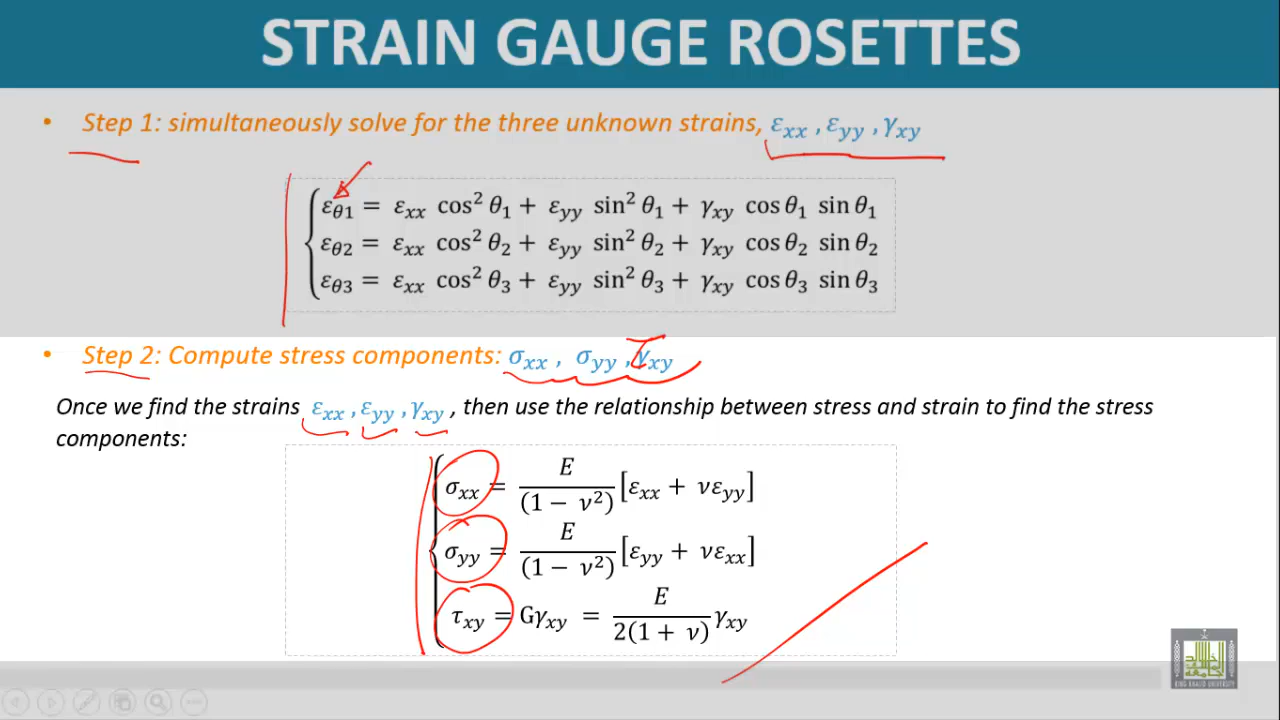 STRAIN GAUGE ROSETTES
• Step 1: simultaneously solve for the three unknown strains, εxx , εyy , γxy
εθ1 = εxx cos² θ1 + εyy sin² θ1 + γxy cos θ1 sin θ1
εθ2 = εxx cos² θ2 + εyy sin² θ2 + γxy cos θ2 sin θ2
εθ3 = εxx cos² θ3 + εyy sin² θ3 + γxy cos θ3 sin θ3
• Step 2: Compute stress components: σxx , σyy , γxy
τ
Once we find the strains εxx , εyy , γxy , then use the relationship between stress and strain to find the stress
components:
σxx = E/(1 − ν²) [εxx + νεyy]
σyy = E/(1 − ν²) [εyy + νεxx]
τxy = Gγxy = E/2(1 + ν) γxy
KING KHALID UNIVERSITY